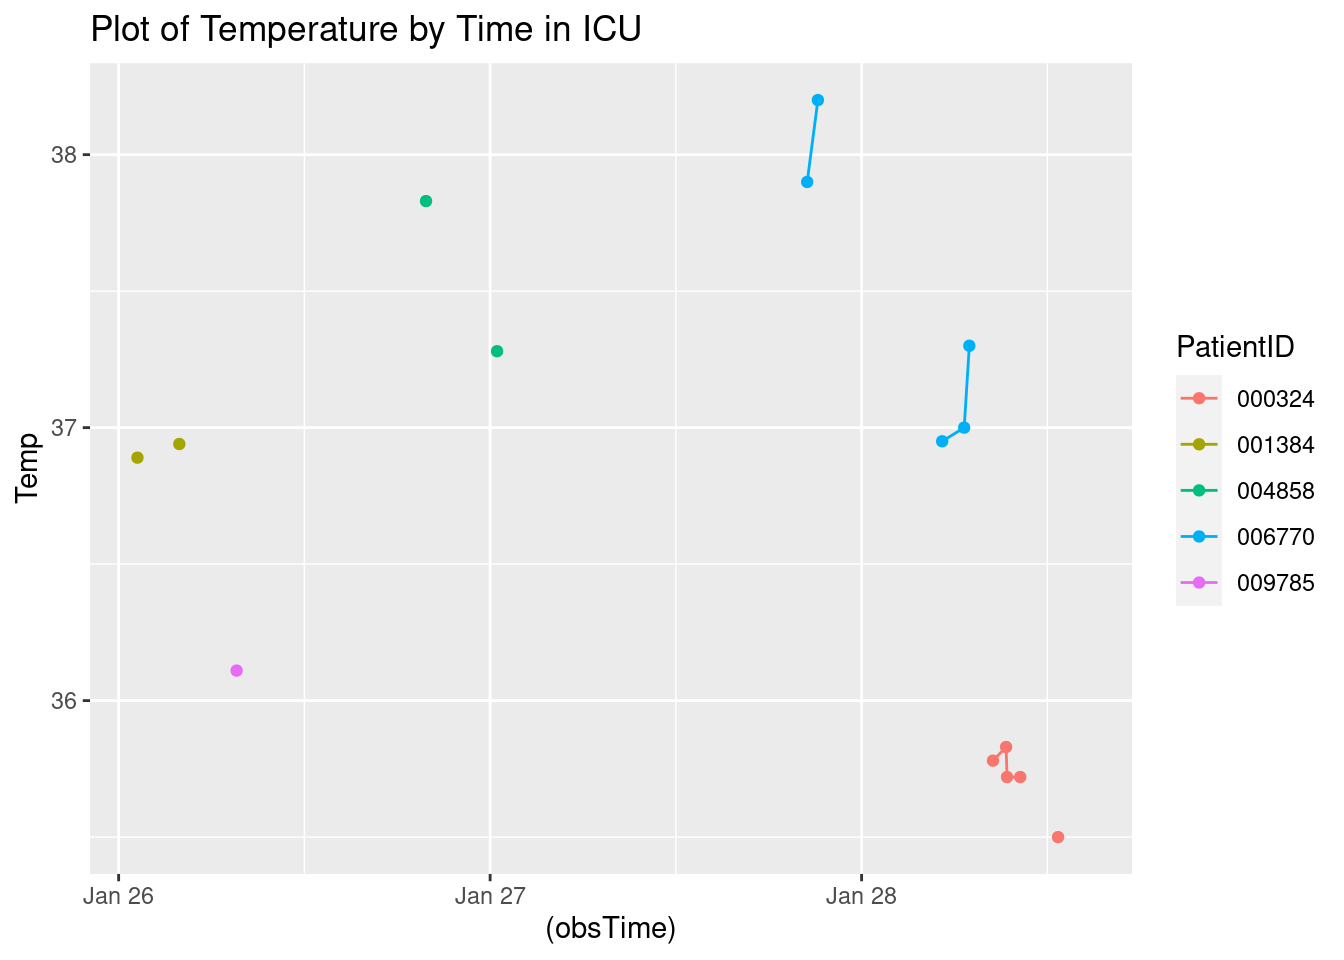 Plot of Temperature by Time in ICU
38
37
36
Temp
Jan 26
Jan 27
Jan 28
(obsTime)
PatientID
000324
001384
004858
006770
009785